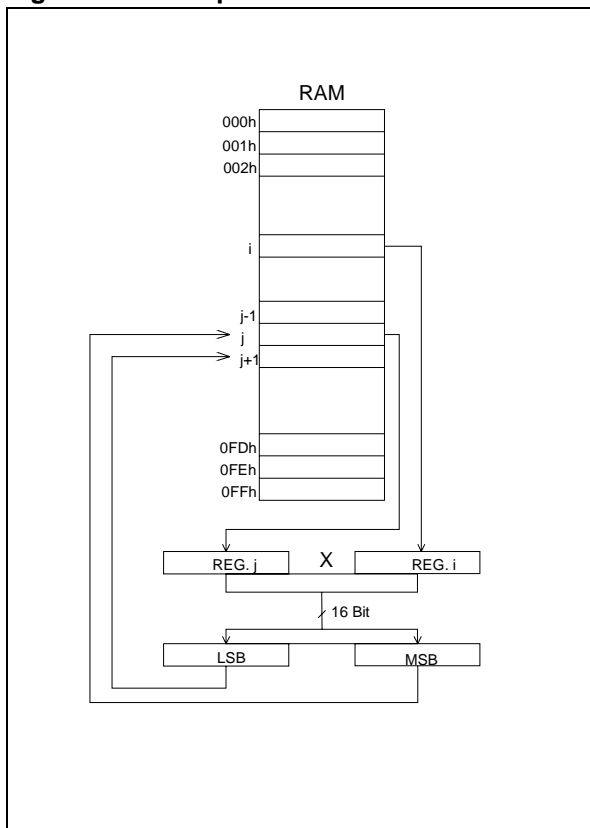 RAM
000h
001h
002h
i
j-1
j
j+1
0FDh
0FEh
0FFh
REG. j X REG. i
16 Bit
LSB MSB